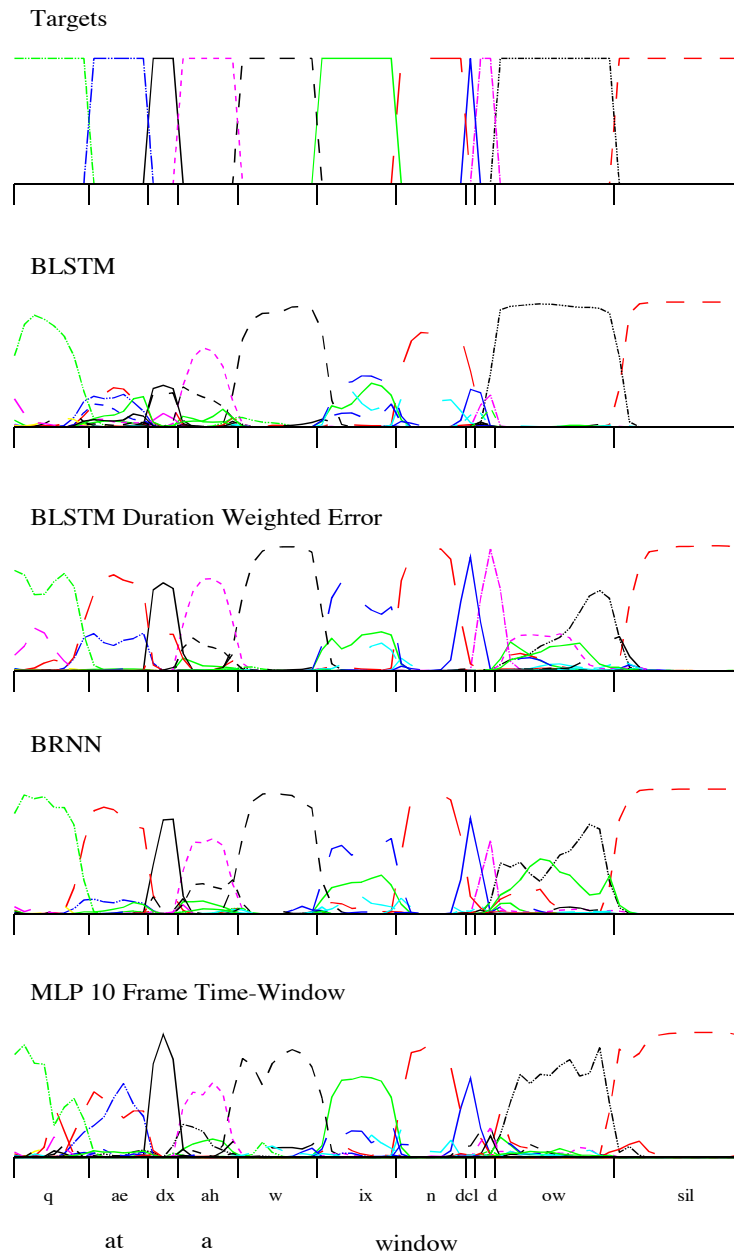 Targets
BLSTM
BLSTM Duration Weighted Error
BRNN
MLP 10 Frame Time-Window
q ae dx ah w ix n dcl d ow sil
at a window